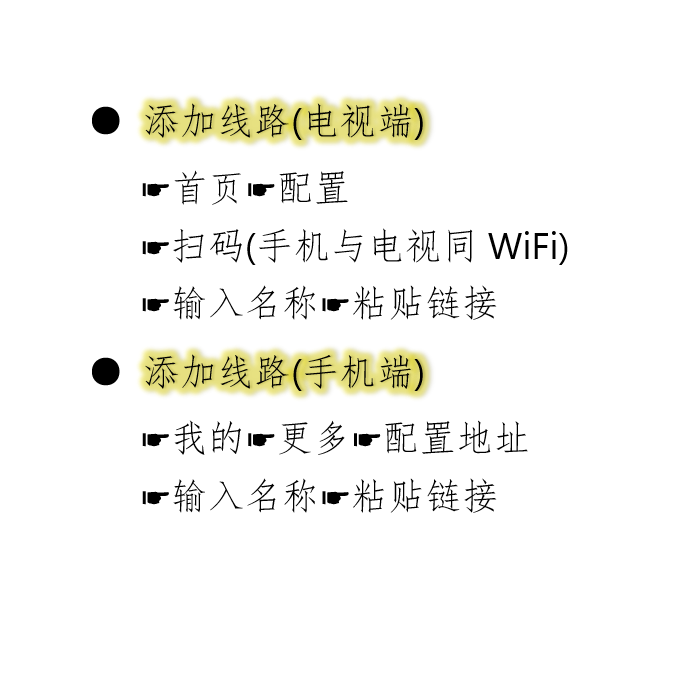 ● 添加线路(电视端)
☛首页☛配置
☛扫码(手机与电视同 WiFi)
☛输入名称☛粘贴链接
● 添加线路(手机端)
☛我的☛更多☛配置地址
☛输入名称☛粘贴链接